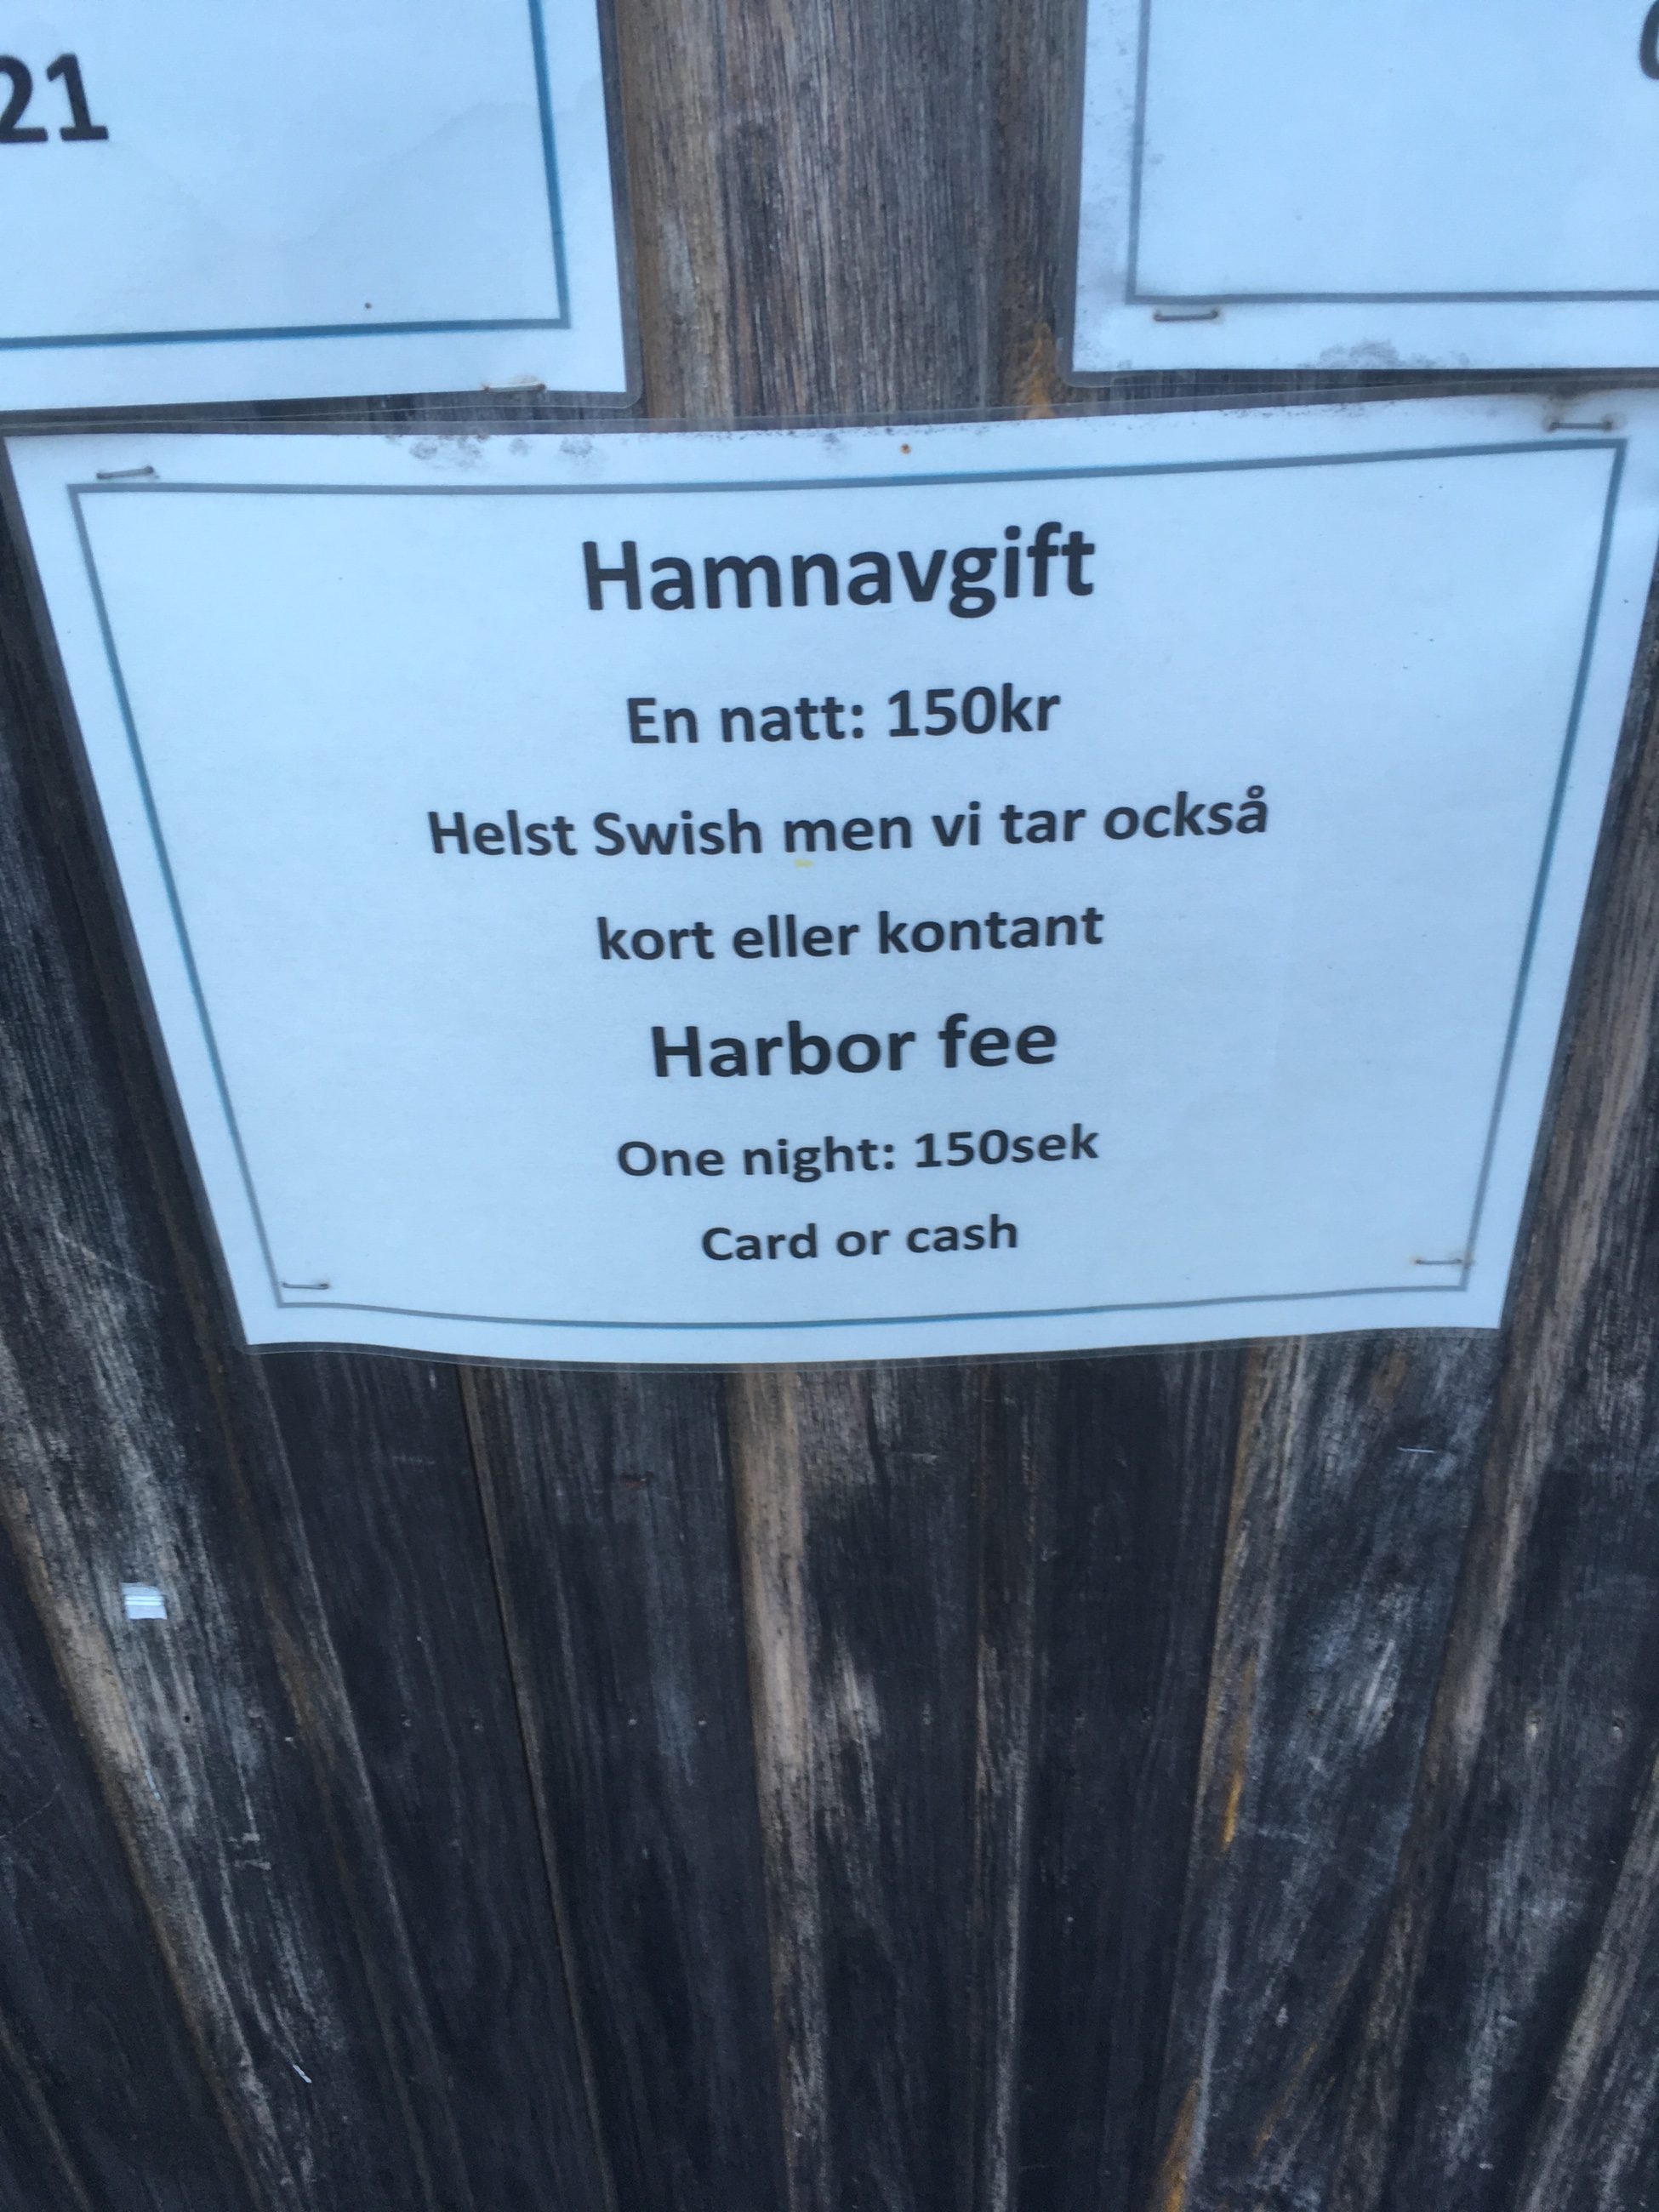 21
Hamnavgift
En natt: 150kr
Helst Swish men vi tar också
kort eller kontant
Harbor fee
One night: 150sek
Card or cash